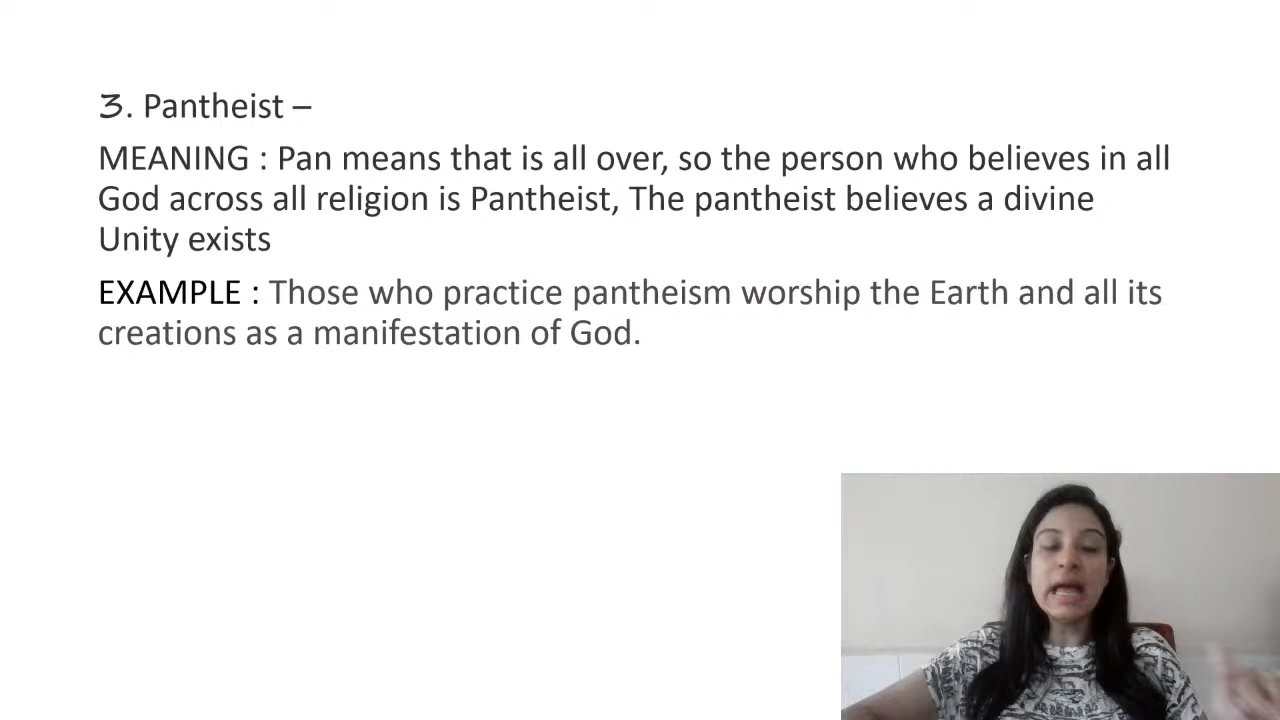 3. Pantheist –
MEANING : Pan means that is all over, so the person who believes in all
God across all religion is Pantheist, The pantheist believes a divine
Unity exists
EXAMPLE : Those who practice pantheism worship the Earth and all its
creations as a manifestation of God.